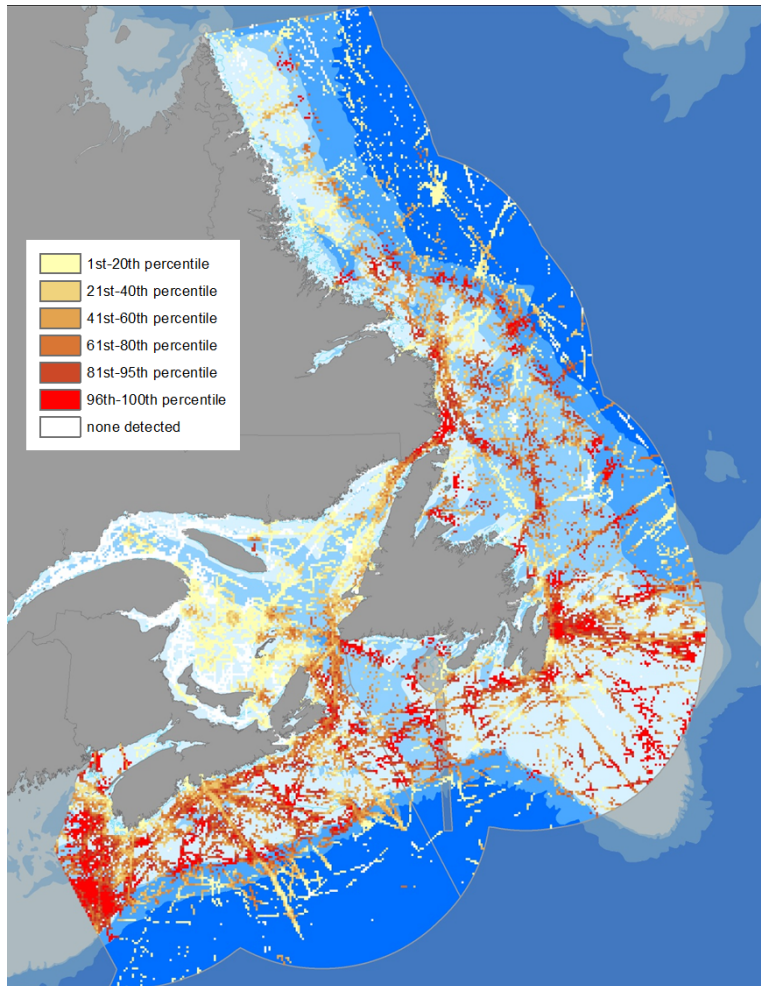 1st-20th percentile
21st-40th percentile
41st-60th percentile
61st-80th percentile
81st-95th percentile
96th-100th percentile
none detected